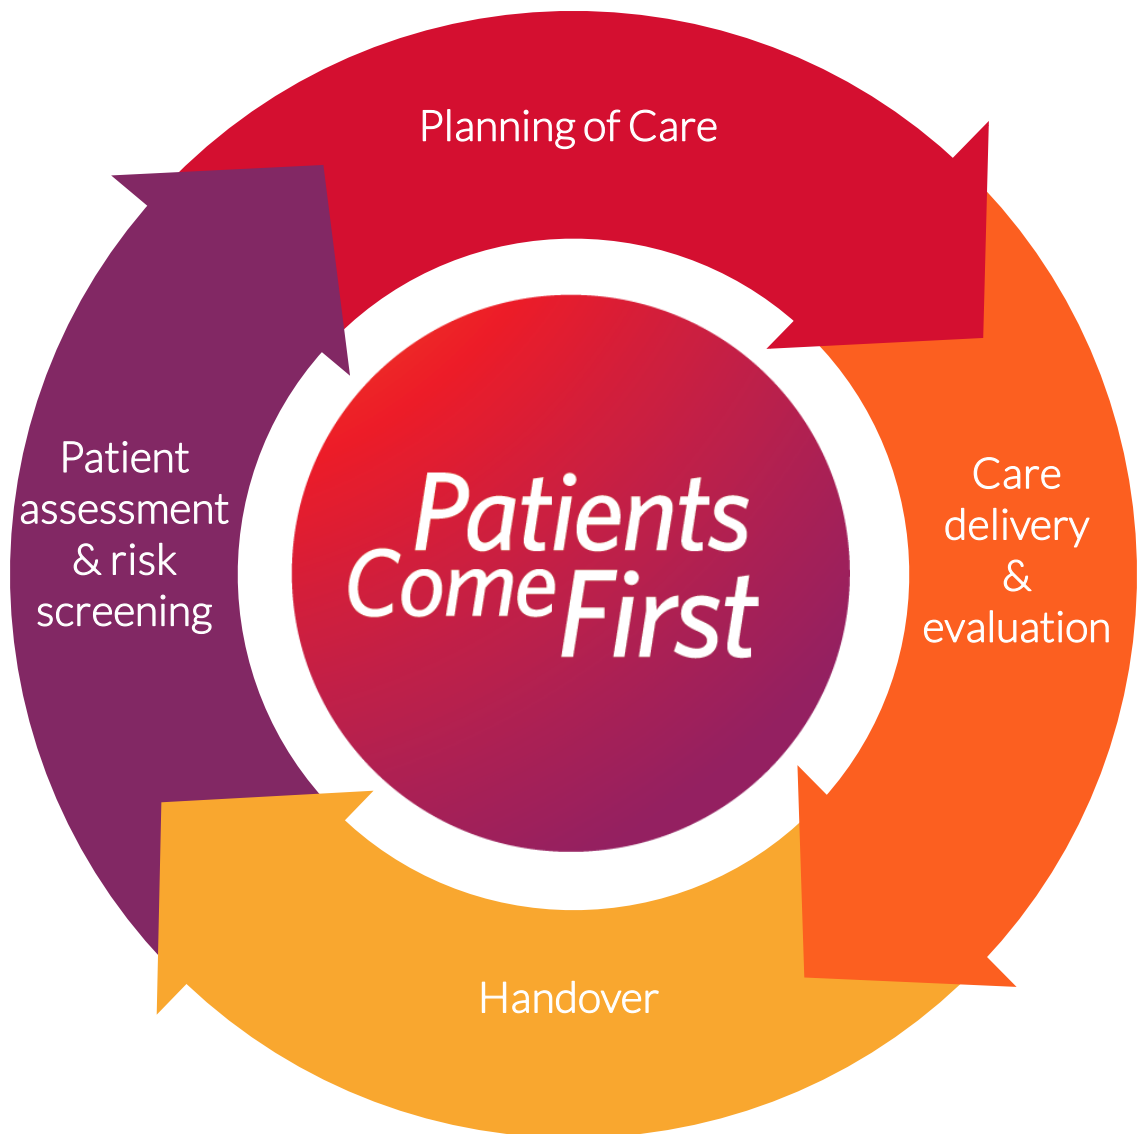 Planning of Care
Patient
assessment
& risk
screening
Patients
Come First
Care
delivery
&
evaluation
Handover